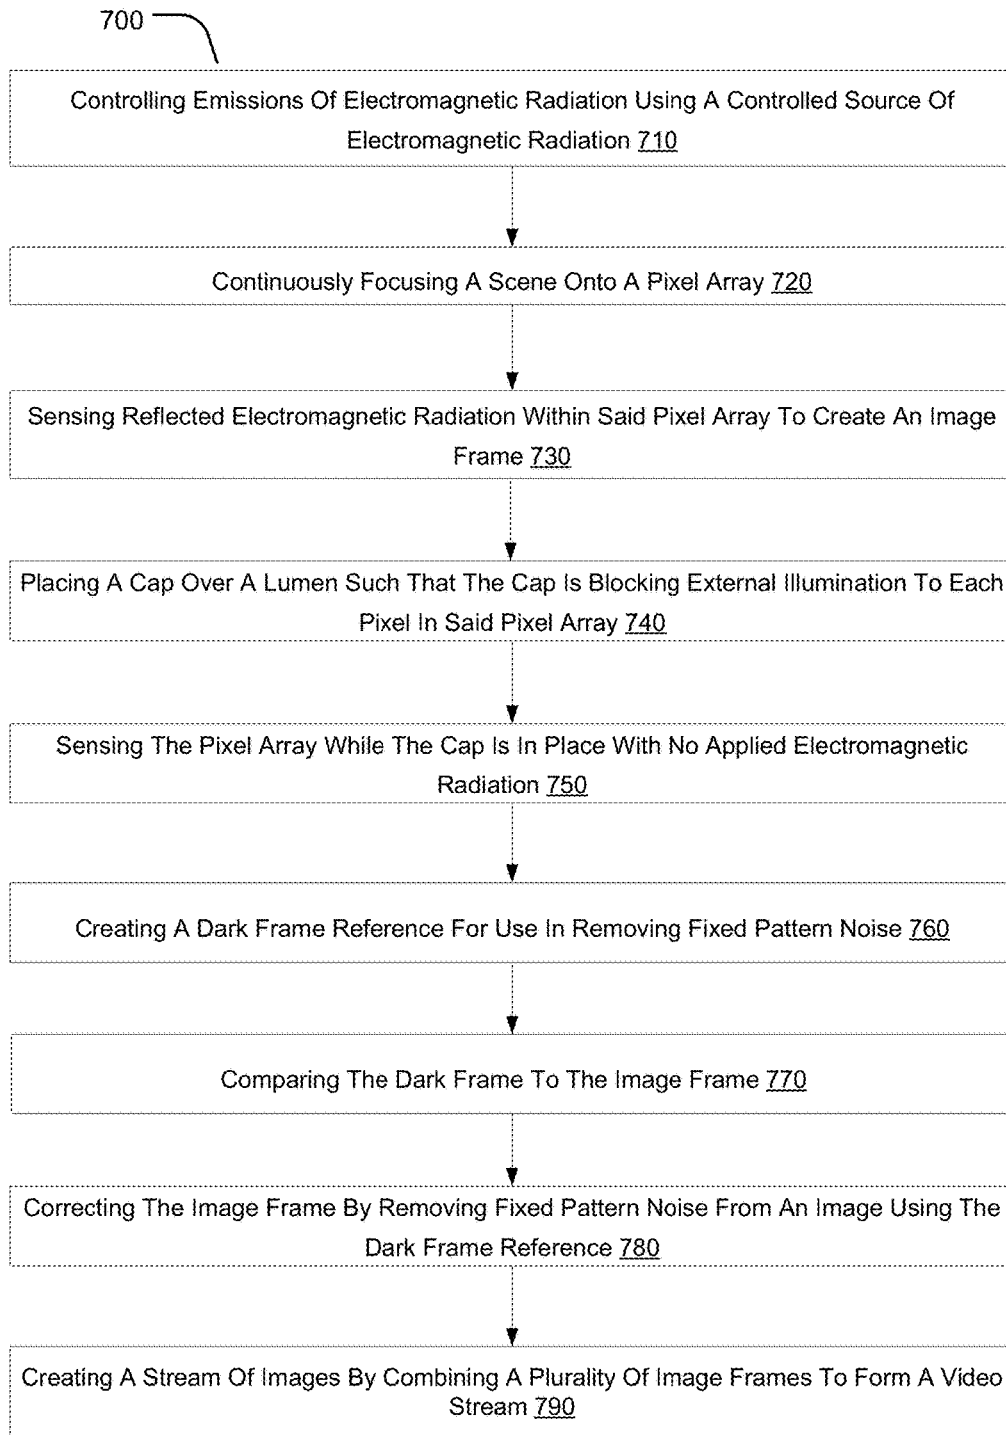 700
Controlling Emissions Of Electromagnetic Radiation Using A Controlled Source Of
Electromagnetic Radiation 710
Continuously Focusing A Scene Onto A Pixel Array 720
Sensing Reflected Electromagnetic Radiation Within Said Pixel Array To Create An Image
Frame 730
Placing A Cap Over A Lumen Such That The Cap Is Blocking External Illumination To Each
Pixel In Said Pixel Array 740
Sensing The Pixel Array While The Cap Is In Place With No Applied Electromagnetic
Radiation 750
Creating A Dark Frame Reference For Use In Removing Fixed Pattern Noise 760
Comparing The Dark Frame To The Image Frame 770
Correcting The Image Frame By Removing Fixed Pattern Noise From An Image Using The
Dark Frame Reference 780
Creating A Stream Of Images By Combining A Plurality Of Image Frames To Form A Video
Stream 790